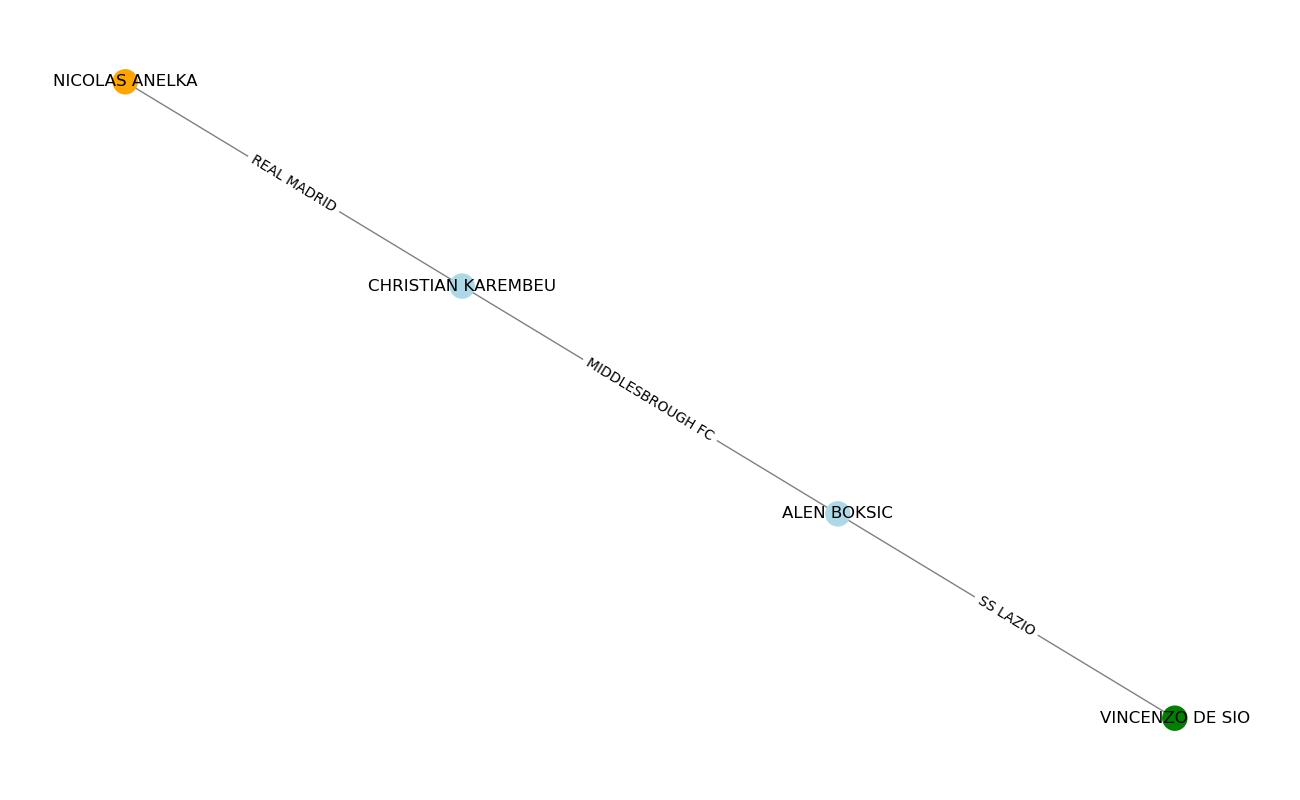 NICOLAS ANELKA
REAL MADRID
CHRISTIAN KAREMBEU
MIDDLESBROUGH FC
ALEN BOKSIC
SS LAZIO
VINCENZO DE SIO